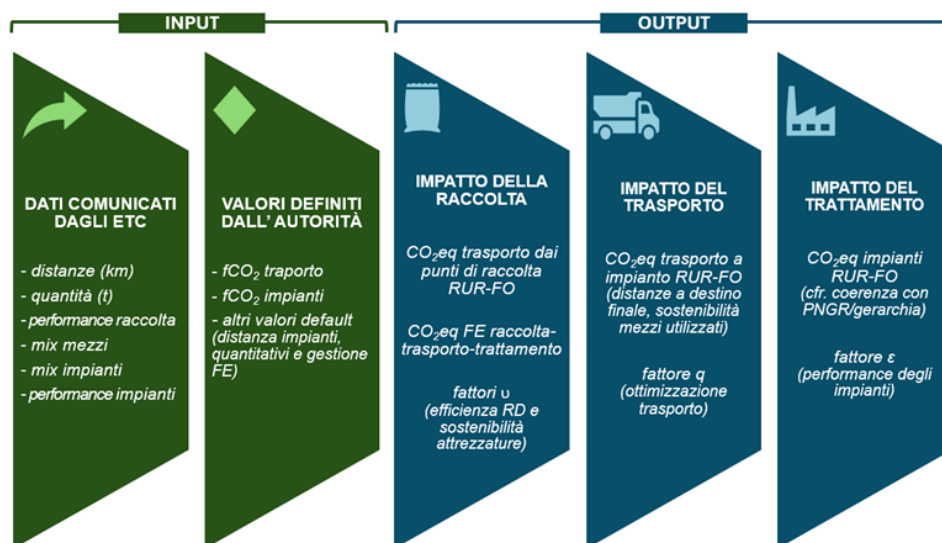 INPUT
OUTPUT
DATI COMUNICATI
DAGLI ETC
- distanze (km)
- quantità (t)
- performance raccolta
- mix mezzi
- mix impianti
- performance impianti
VALORI DEFINITI
DALL' AUTORITÀ
- fCO₂ traporto
- fCO₂ impianti
- altri valori default
(distanza impianti,
quantitativi e gestione
FE)
IMPATTO DELLA
RACCOLTA
CO₂eq trasporto dai
punti di raccolta
RUR-FO
CO₂eq FE raccolta-
trasporto-trattamento
fattori υ
(efficienza RD e
sostenibilità
attrezzature)
IMPATTO DEL
TRASPORTO
CO₂eq trasporto a
impianto RUR-FO
(distanze a destino
finale, sostenibilità
mezzi utilizzati)
fattore q
(ottimizzazione
trasporto)
IMPATTO DEL
TRATTAMENTO
CO₂eq impianti
RUR-FO
(cfr. coerenza con
PNGR/gerarchia)
fattore ε
(performance degli
impianti)